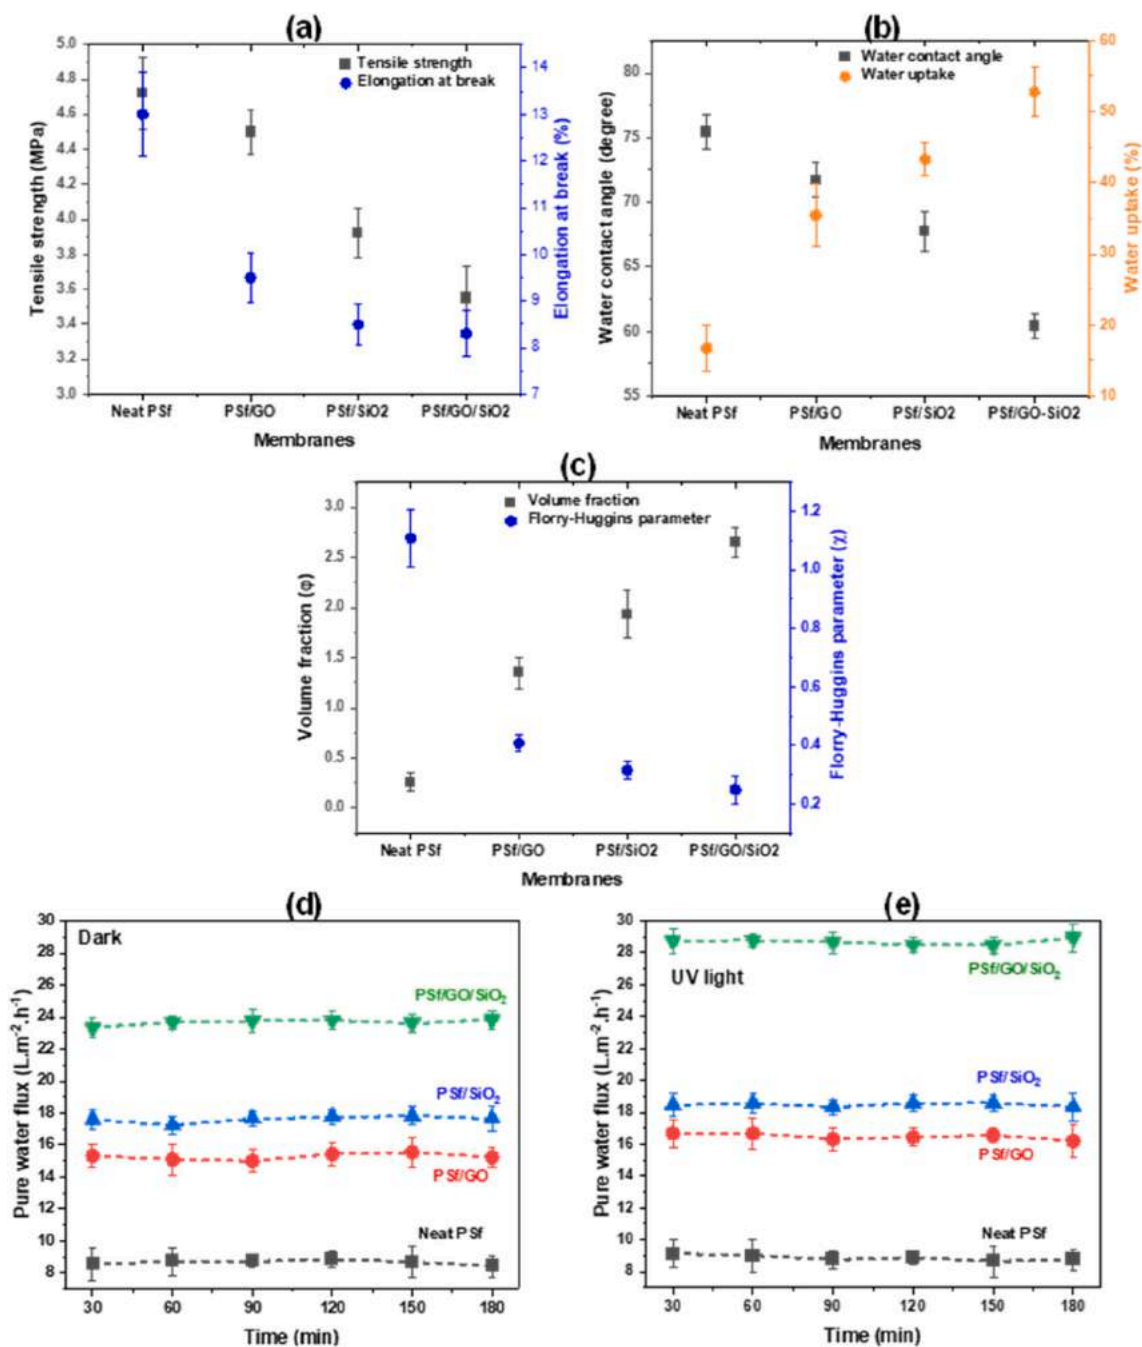 (a)
Tensile strength
Elongation at break
5.0
4.8
4.6
4.4
4.2
4.0
3.8
3.6
3.4
3.2
3.0
Tensile strength (MPa)
14
13
12
11
10
9
8
7
Elongation at break (%)
Neat PSf
PSf/GO
PSf/SiO2
PSf/GO/SiO2
Membranes
(b)
Water contact angle
Water uptake
80
75
70
65
60
55
Water contact angle (degree)
60
50
40
30
20
10
Water uptake (%)
Neat PSf
PSf/GO
PSf/SiO2
PSf/GO-SiO2
Membranes
(c)
Volume fraction
Florry-Huggins parameter
3.0
2.5
2.0
1.5
1.0
0.5
0.0
Volume fraction (φ)
1.2
1.0
0.8
0.6
0.4
0.2
Florry-Huggins parameter (χ)
Neat PSf
PSf/GO
PSf/SiO2
PSf/GO/SiO2
Membranes
(d)
Dark
30
28
26
24
22
20
18
16
14
12
10
8
Pure water flux (L.m⁻².h⁻¹)
PSf/GO/SiO₂
PSf/SiO₂
PSf/GO
Neat PSf
30
60
90
120
150
180
Time (min)
(e)
UV light
30
28
26
24
22
20
18
16
14
12
10
8
Pure water flux (L.m⁻².h⁻¹)
PSf/GO/SiO₂
PSf/SiO₂
PSf/GO
Neat PSf
30
60
90
120
150
180
Time (min)